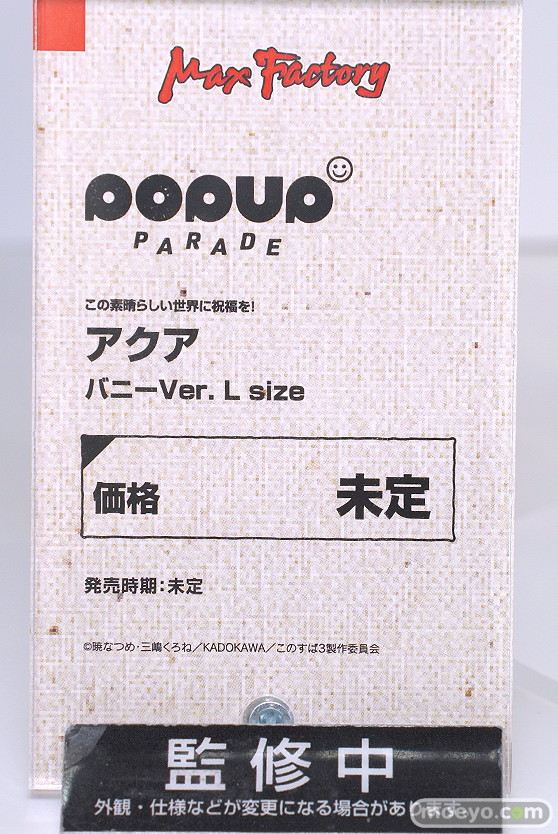 Max Factory
POPUP
PARADE
この素晴らしい世界に祝福を!
アクア
バニーVer. L size
価格 未定
発売時期:未定
©暁なつめ・三嶋くろね／KADOKAWA／このすば3製作委員会
監修中
外観・仕様などが変更になる場合があります
moeyo.com